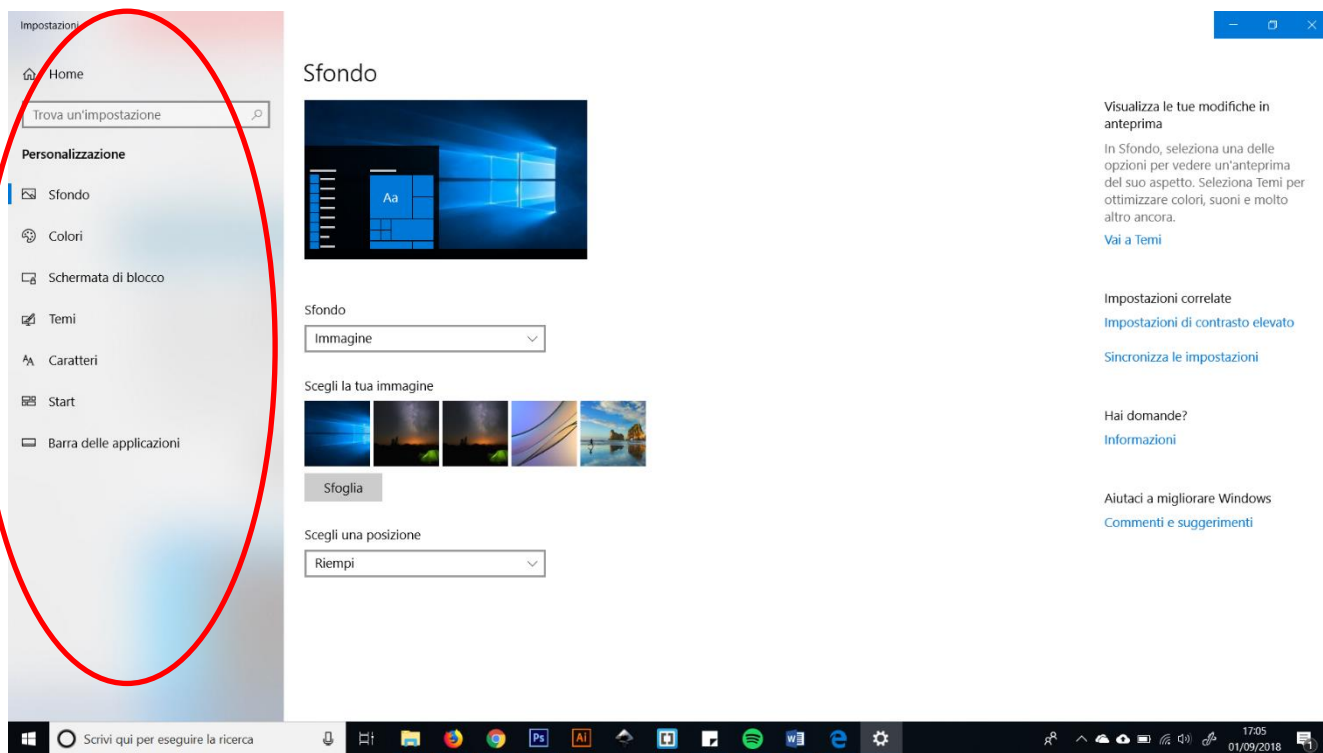 Impostazioni
Home
Trova un'impostazione
Personalizzazione
Sfondo
Colori
Schermata di blocco
Temi
Caratteri
Start
Barra delle applicazioni
Sfondo
Aa
Sfondo
Immagine
Scegli la tua immagine
Sfoglia
Scegli una posizione
Riempi
Visualizza le tue modifiche in
anteprima
In Sfondo, seleziona una delle
opzioni per vedere un'anteprima
del suo aspetto. Seleziona Temi per
ottimizzare colori, suoni e molto
altro ancora.
Vai a Temi
Impostazioni correlate
Impostazioni di contrasto elevato
Sincronizza le impostazioni
Hai domande?
Informazioni
Aiutaci a migliorare Windows
Commenti e suggerimenti
Scrivi qui per eseguire la ricerca
Ps
Ai
17:05
01/09/2018
1